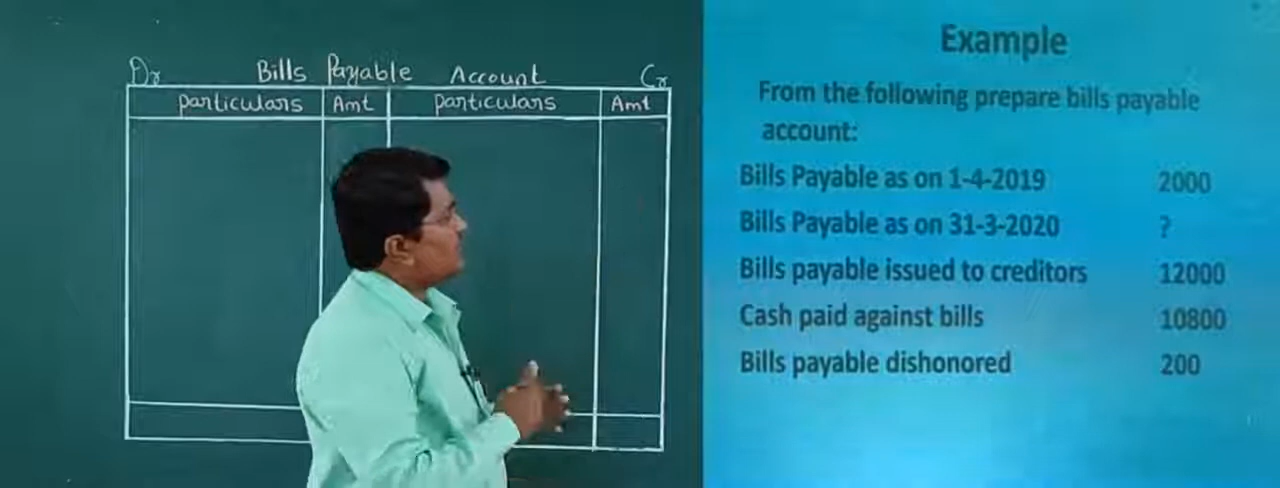 Dr Bills Payable Account Cr
particulars Amt particulars Amt
Example
From the following prepare bills payable
account:
Bills Payable as on 1-4-2019 2000
Bills Payable as on 31-3-2020 ?
Bills payable issued to creditors 12000
Cash paid against bills 10800
Bills payable dishonored 200